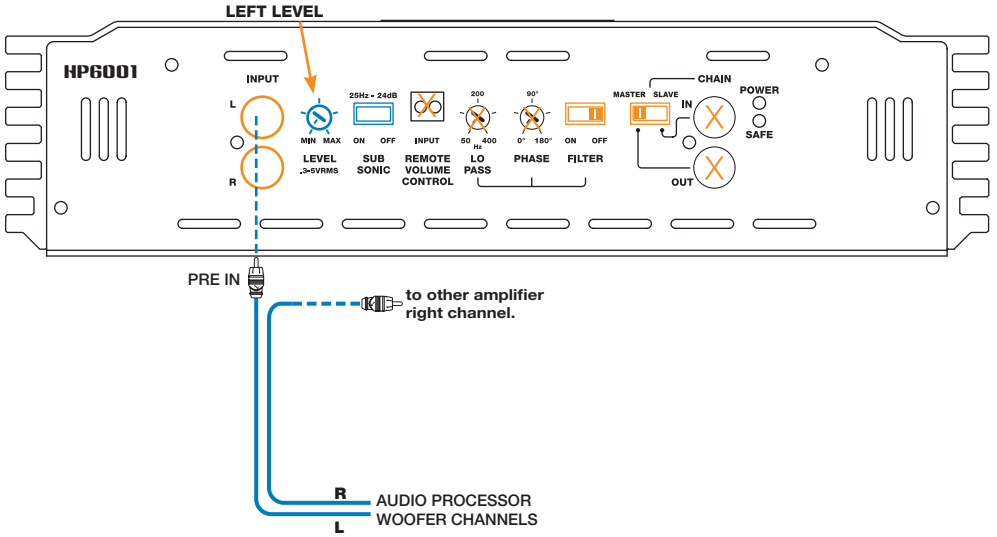 LEFT LEVEL
HP6001
INPUT
L
R
MIN MAX
LEVEL
.3-5VRMS
25Hz - 24dB
ON OFF
SUB
SONIC
INPUT
REMOTE
VOLUME
CONTROL
200
50 400
Hz
LO
PASS
90°
0° 180°
PHASE
ON OFF
FILTER
MASTER SLAVE
CHAIN
IN
OUT
POWER
SAFE
PRE IN
to other amplifier
right channel.
R
AUDIO PROCESSOR
WOOFER CHANNELS
L